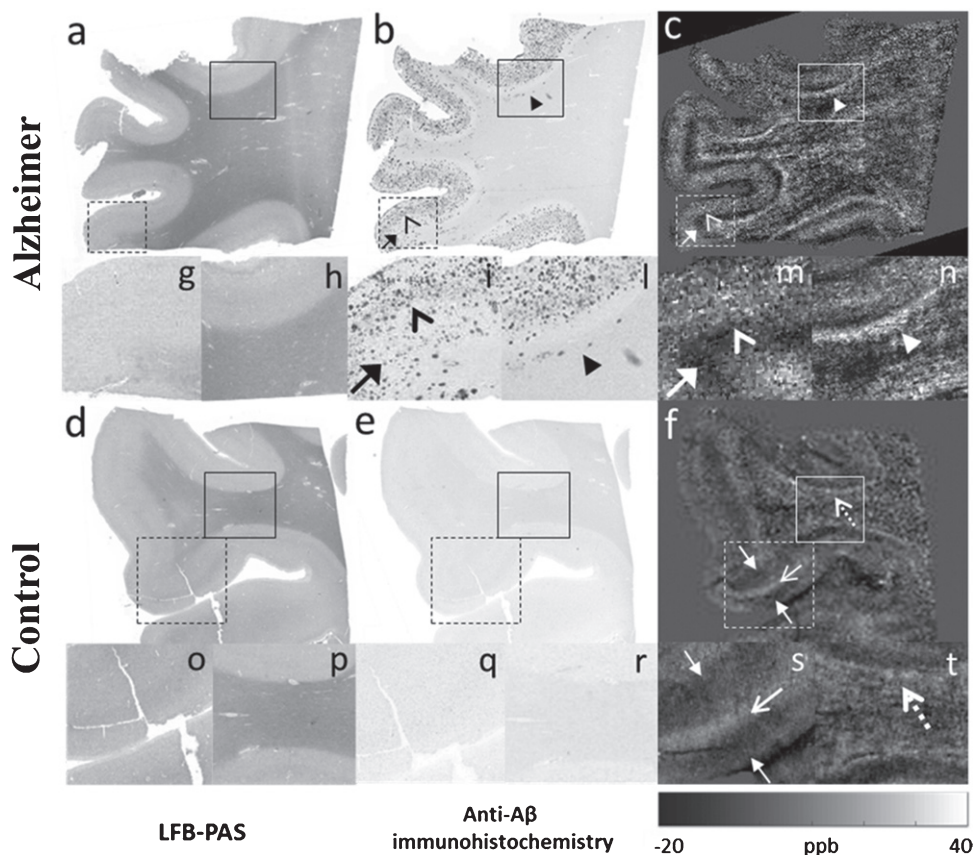 a
b
c
Alzheimer
g
h
i
l
m
n
d
e
f
Control
o
p
q
r
s
t
LFB-PAS
Anti-Aβ
immunohistochemistry
-20
ppb
40